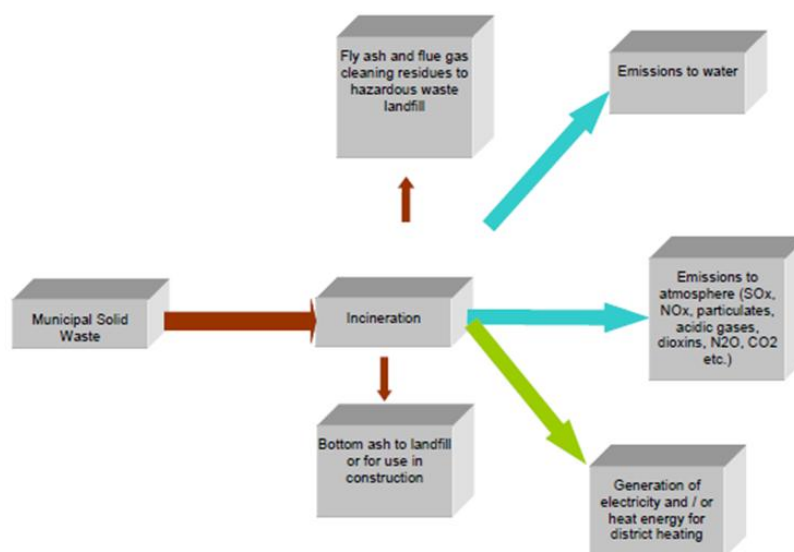 Fly ash and flue gas
cleaning residues to
hazardous waste
landfill
Emissions to water
Municipal Solid
Waste
Incineration
Emissions to
atmosphere (SOx,
NOx, particulates,
acidic gases,
dioxins, N2O, CO2
etc.)
Bottom ash to landfill
or for use in
construction
Generation of
electricity and / or
heat energy for
district heating